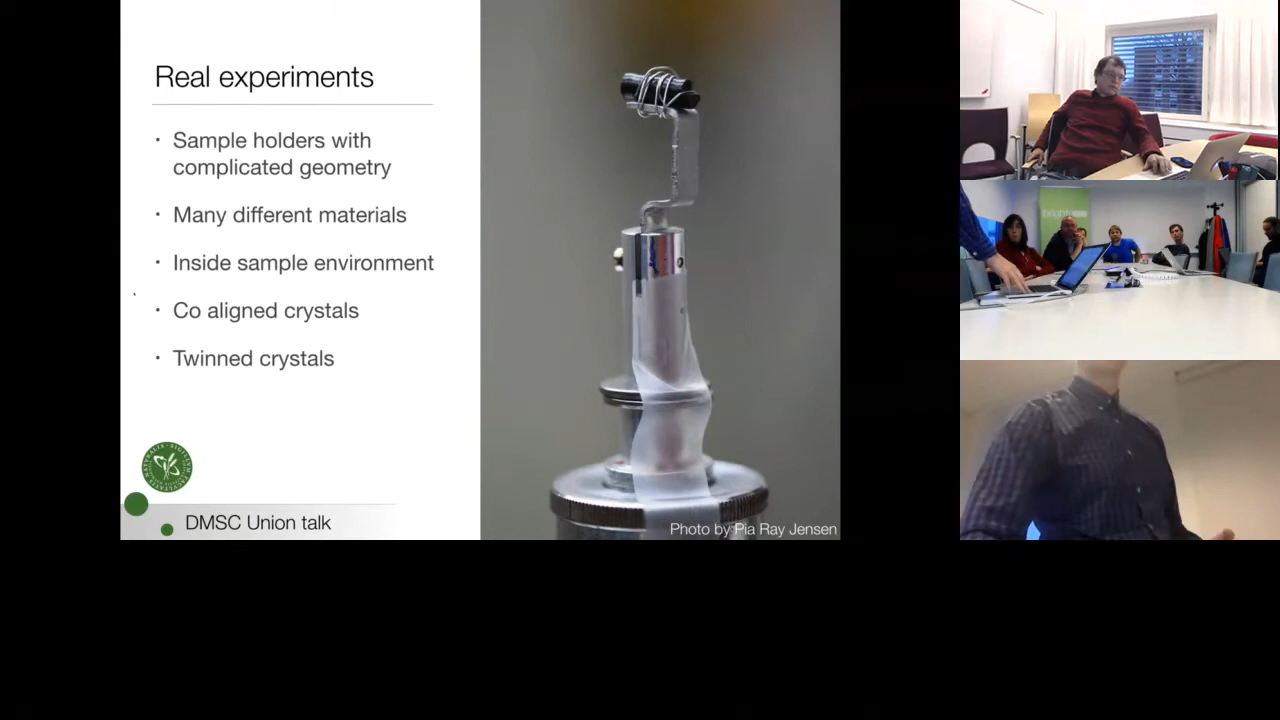 Real experiments
· Sample holders with
complicated geometry
· Many different materials
· Inside sample environment
· Co aligned crystals
· Twinned crystals
DMSC Union talk
Photo by Pia Ray Jensen